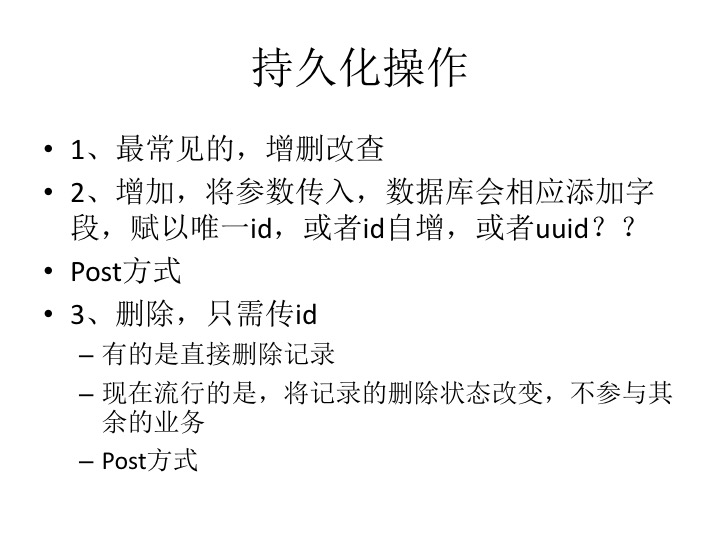 持久化操作
• 1、最常见的，增删改查
• 2、增加，将参数传入，数据库会相应添加字
段，赋以唯一id，或者id自增，或者uuid？？
• Post方式
• 3、删除，只需传id
– 有的是直接删除记录
– 现在流行的是，将记录的删除状态改变，不参与其
余的业务
– Post方式